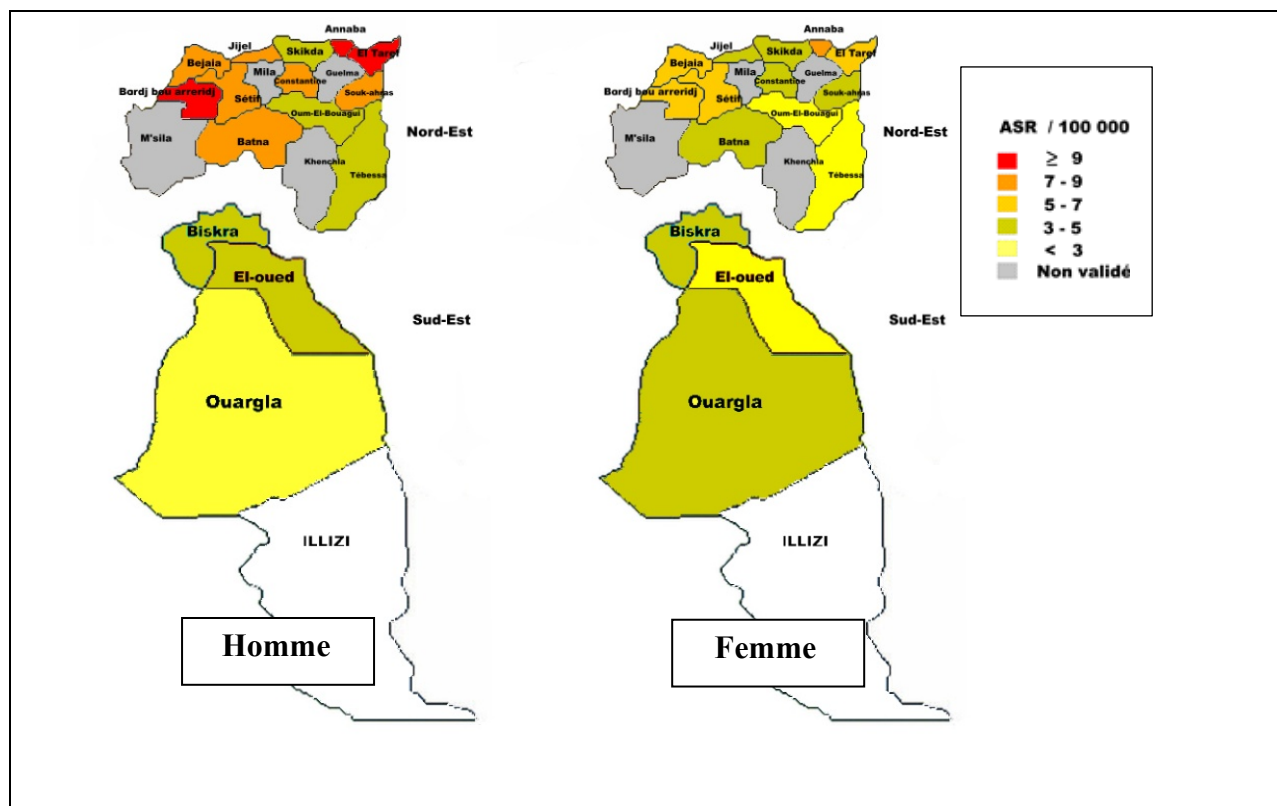 Annaba
Jijel
Skikda
El Taref
Bejaia
Mila
Guelma
Constantine
Bordj bou arreridj
Sétif
Souk-ahras
Oum-El-Bouagui
M'sila
Batna
Khenchla
Tébessa
Nord-Est
Biskra
El-oued
Sud-Est
Ouargla
ILLIZI
Homme
Annaba
Jijel
Skikda
El Taref
Bejaia
Mila
Guelma
Constantine
Bordj bou arreridj
Sétif
Souk-ahras
Oum-El-Bouagui
M'sila
Batna
Khenchla
Tébessa
Nord-Est
Biskra
El-oued
Sud-Est
Ouargla
ILLIZI
Femme
ASR / 100 000
≥ 9
7 - 9
5 - 7
3 - 5
< 3
Non validé